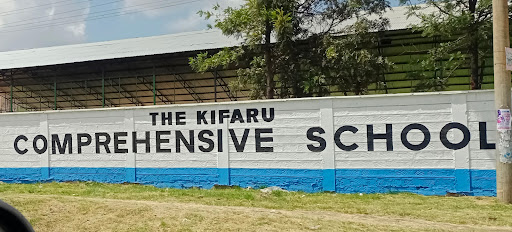 THE KIFARU
COMPREHENSIVE SCHOOL